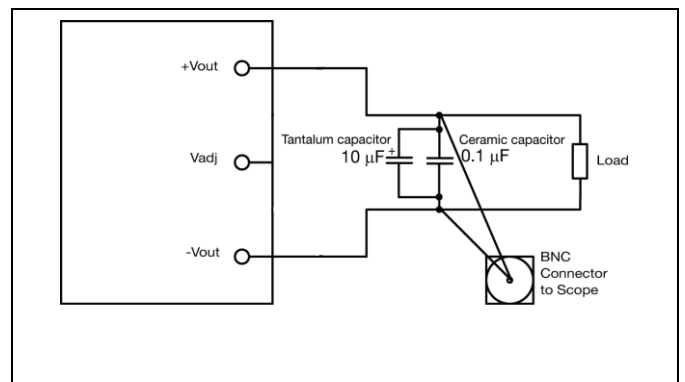 +Vout
Tantalum capacitor
10 µF
+
Ceramic capacitor
0.1 µF
Vadj
Load
-Vout
BNC
Connector
to Scope